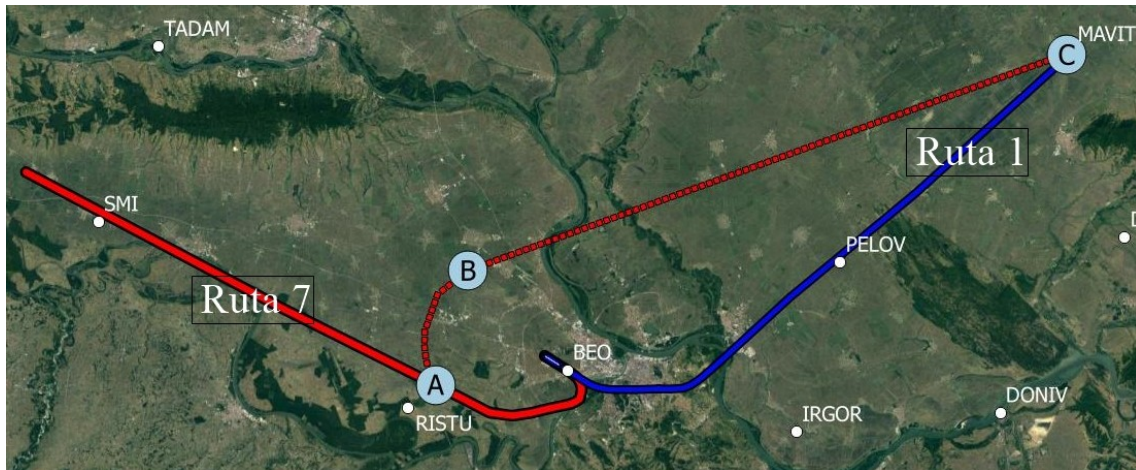 TADAM
MAVIT
C
Ruta 1
SMI
D
PELOV
B
Ruta 7
BEO
A
RISTU
DONIV
IRGOR